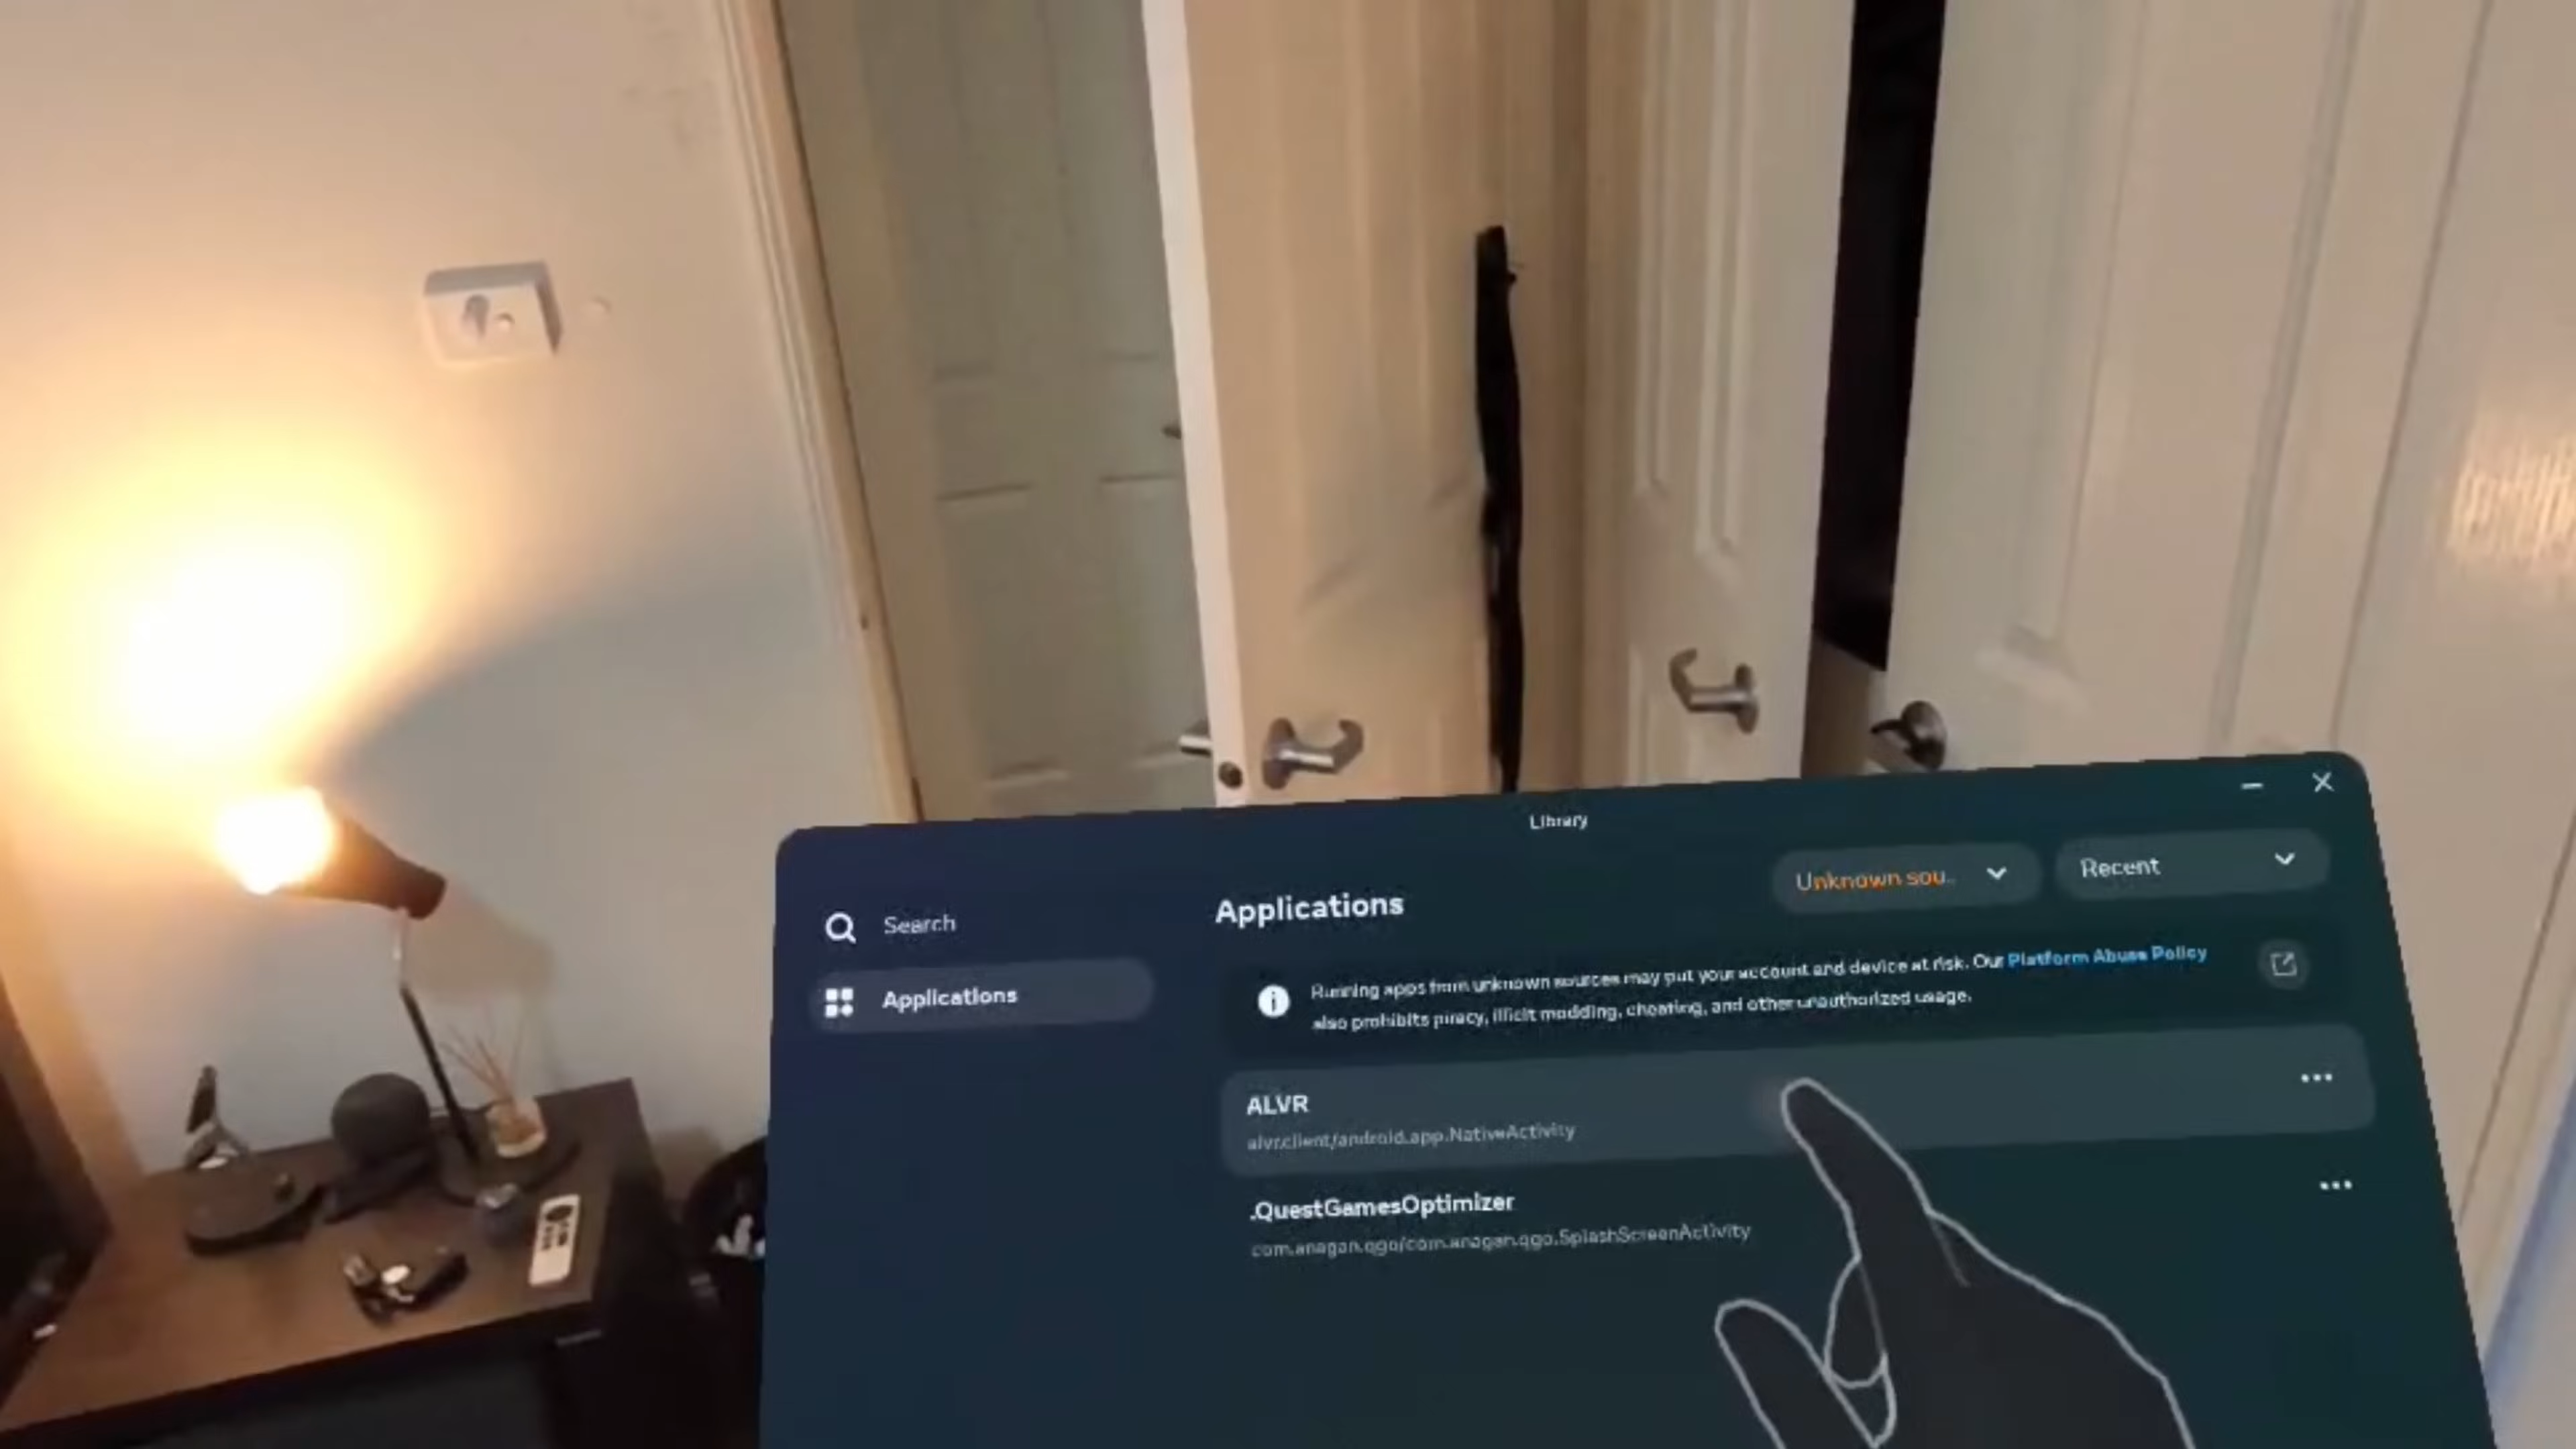 Library
Search
Applications
Applications
Unknown sou..
Recent
Running apps from unknown sources may put your account and device at risk. Our Platform Abuse Policy
also prohibits piracy, illicit modding, cheating, and other unauthorized usage.
ALVR
alvr.client/android.app.NativeActivity
.QuestGamesOptimizer
com.anagan.qgo/com.anagan.qgo.SplashScreenActivity